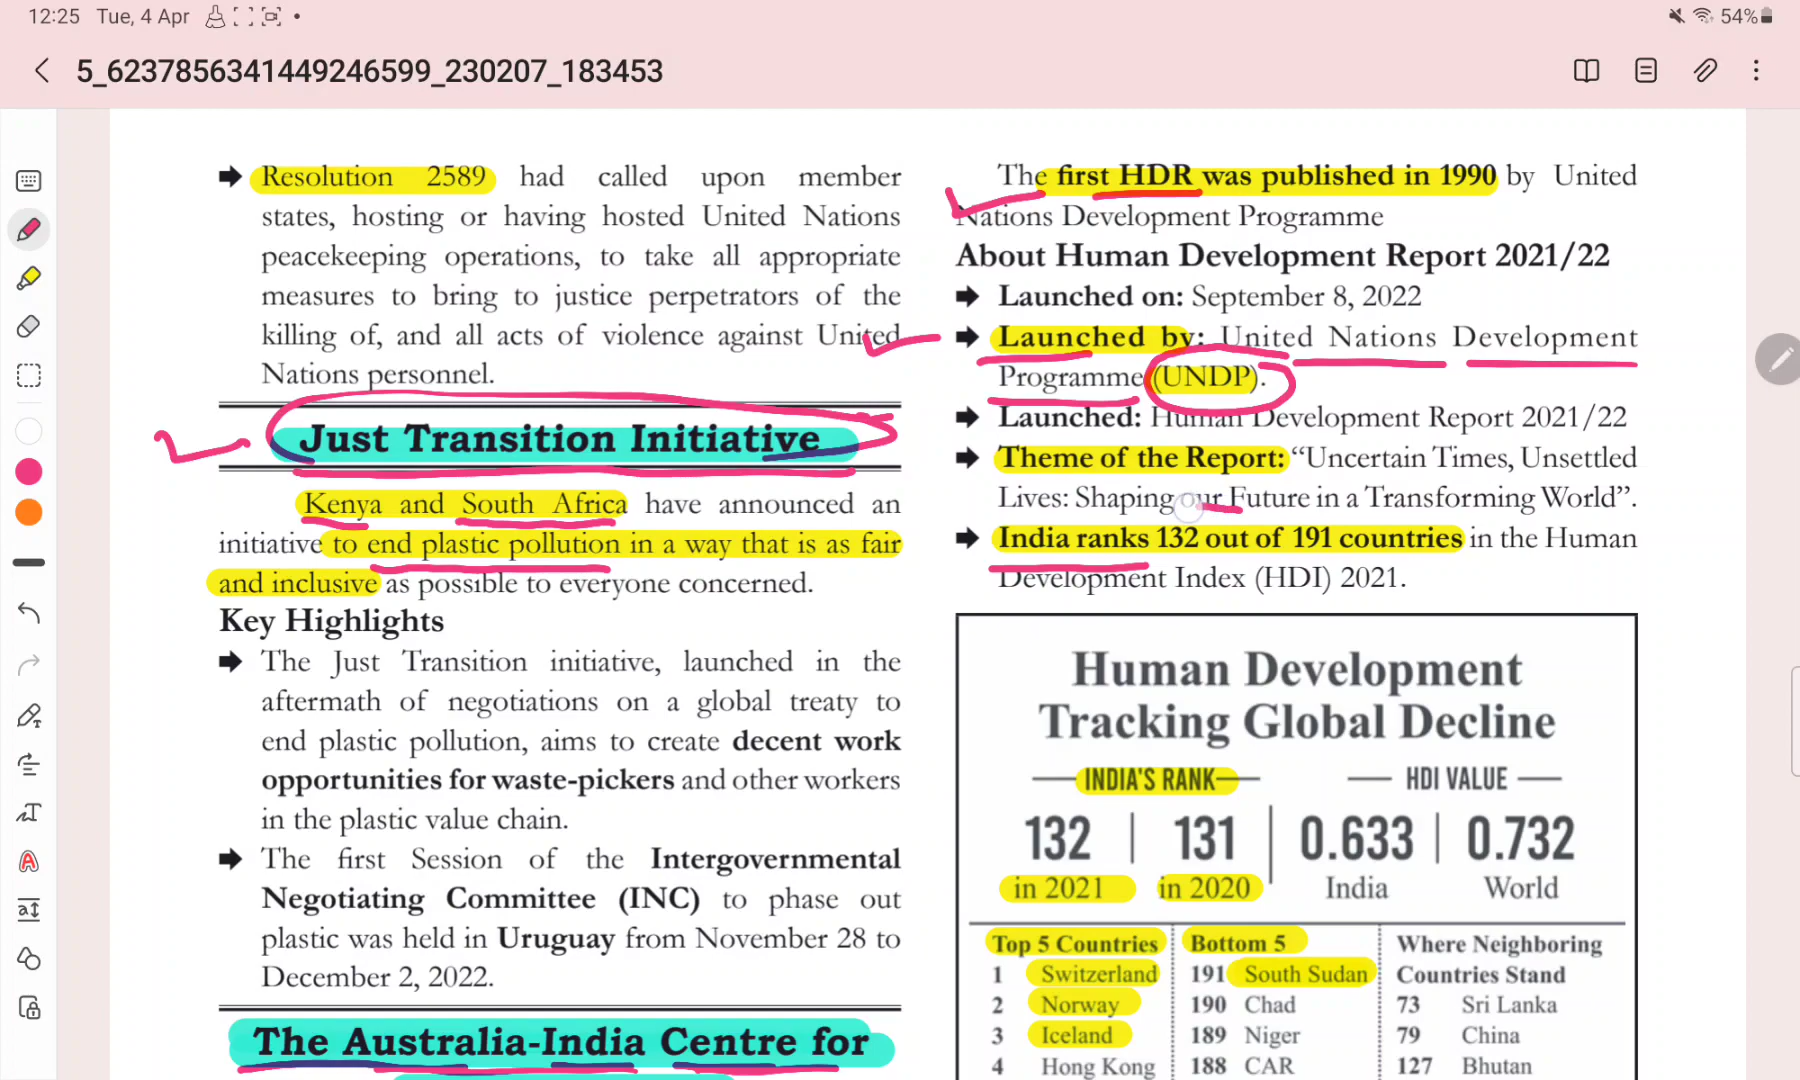 12:25 Tue, 4 Apr
54%
5_6237856341449246599_230207_183453
Resolution 2589 had called upon member
states, hosting or having hosted United Nations
peacekeeping operations, to take all appropriate
measures to bring to justice perpetrators of the
killing of, and all acts of violence against United
Nations personnel.
Just Transition Initiative
Kenya and South Africa have announced an
initiative to end plastic pollution in a way that is as fair
and inclusive as possible to everyone concerned.
Key Highlights
The Just Transition initiative, launched in the
aftermath of negotiations on a global treaty to
end plastic pollution, aims to create decent work
opportunities for waste-pickers and other workers
in the plastic value chain.
The first Session of the Intergovernmental
Negotiating Committee (INC) to phase out
plastic was held in Uruguay from November 28 to
December 2, 2022.
The Australia-India Centre for
The first HDR was published in 1990 by United
Nations Development Programme
About Human Development Report 2021/22
Launched on: September 8, 2022
Launched by: United Nations Development
Programme (UNDP).
Launched: Human Development Report 2021/22
Theme of the Report: “Uncertain Times, Unsettled
Lives: Shaping our Future in a Transforming World”.
India ranks 132 out of 191 countries in the Human
Development Index (HDI) 2021.
Human Development
Tracking Global Decline
INDIA'S RANK HDI VALUE
132 131 0.633 0.732
in 2021 in 2020 India World
Top 5 Countries Bottom 5 Where Neighboring
1 Switzerland 191 South Sudan Countries Stand
2 Norway 190 Chad 73 Sri Lanka
3 Iceland 189 Niger 79 China
4 Hong Kong 188 CAR 127 Bhutan